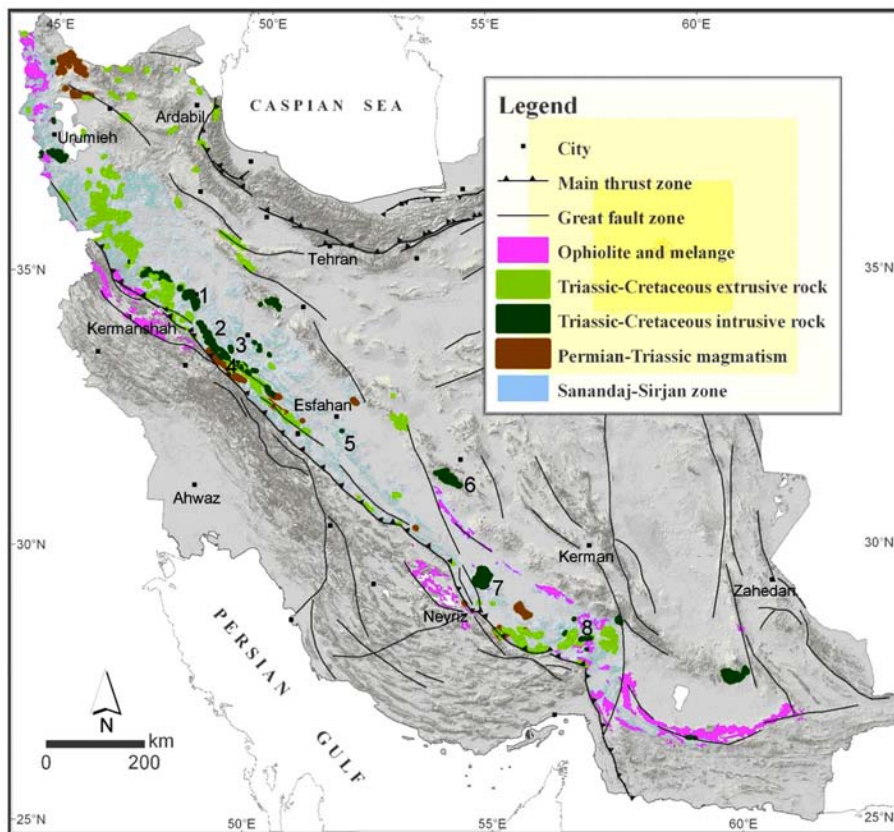 45°E 50°E 55°E 60°E
CASPIAN SEA
Ardabil
Urumieh
Legend
City
Main thrust zone
Great fault zone
Ophiolite and melange
Triassic-Cretaceous extrusive rock
Triassic-Cretaceous intrusive rock
Permian-Triassic magmatism
Sanandaj-Sirjan zone
Tehran
35°N 35°N
1
Kermanshah
2
3
4
Esfahan
5
6
Ahwaz
30°N 30°N
Kerman
7
Zahedan
Neyriz
8
PERSIAN GULF
N
km
0 200
25°N 25°N
50°E 55°E 60°E